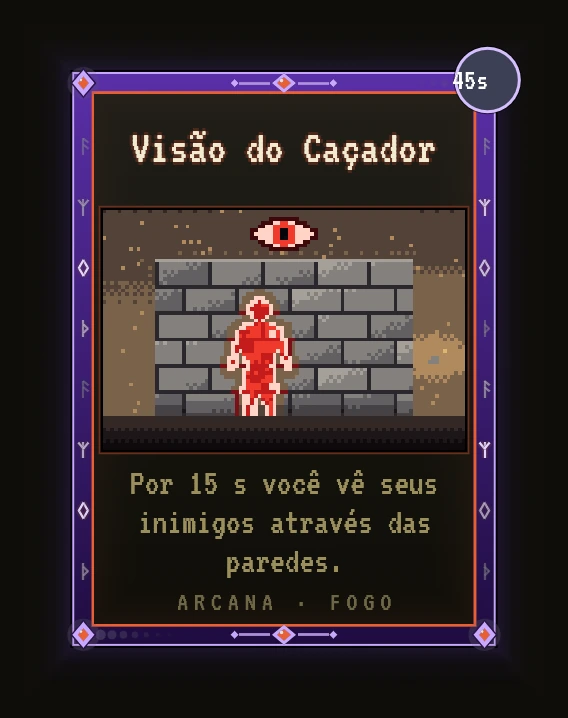 45s
Visão do Caçador
Por 15 s você vê seus
inimigos através das
paredes.
ARCANA · FOGO